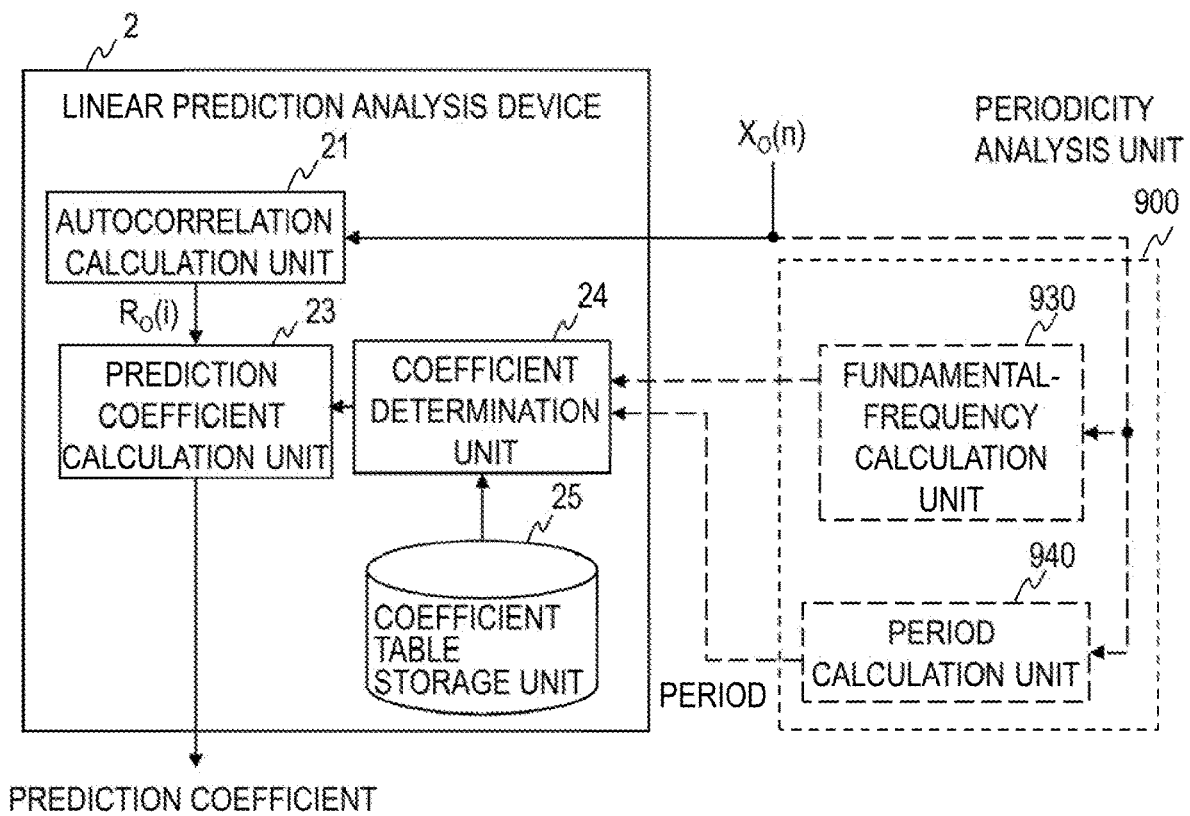 2
LINEAR PREDICTION ANALYSIS DEVICE
21
AUTOCORRELATION
CALCULATION UNIT
R_O(i)
23
PREDICTION
COEFFICIENT
CALCULATION UNIT
24
COEFFICIENT
DETERMINATION
UNIT
25
COEFFICIENT
TABLE
STORAGE UNIT
X_O(n)
PERIODICITY
ANALYSIS UNIT
900
930
FUNDAMENTAL-
FREQUENCY
CALCULATION
UNIT
940
PERIOD
CALCULATION UNIT
PERIOD
PREDICTION COEFFICIENT